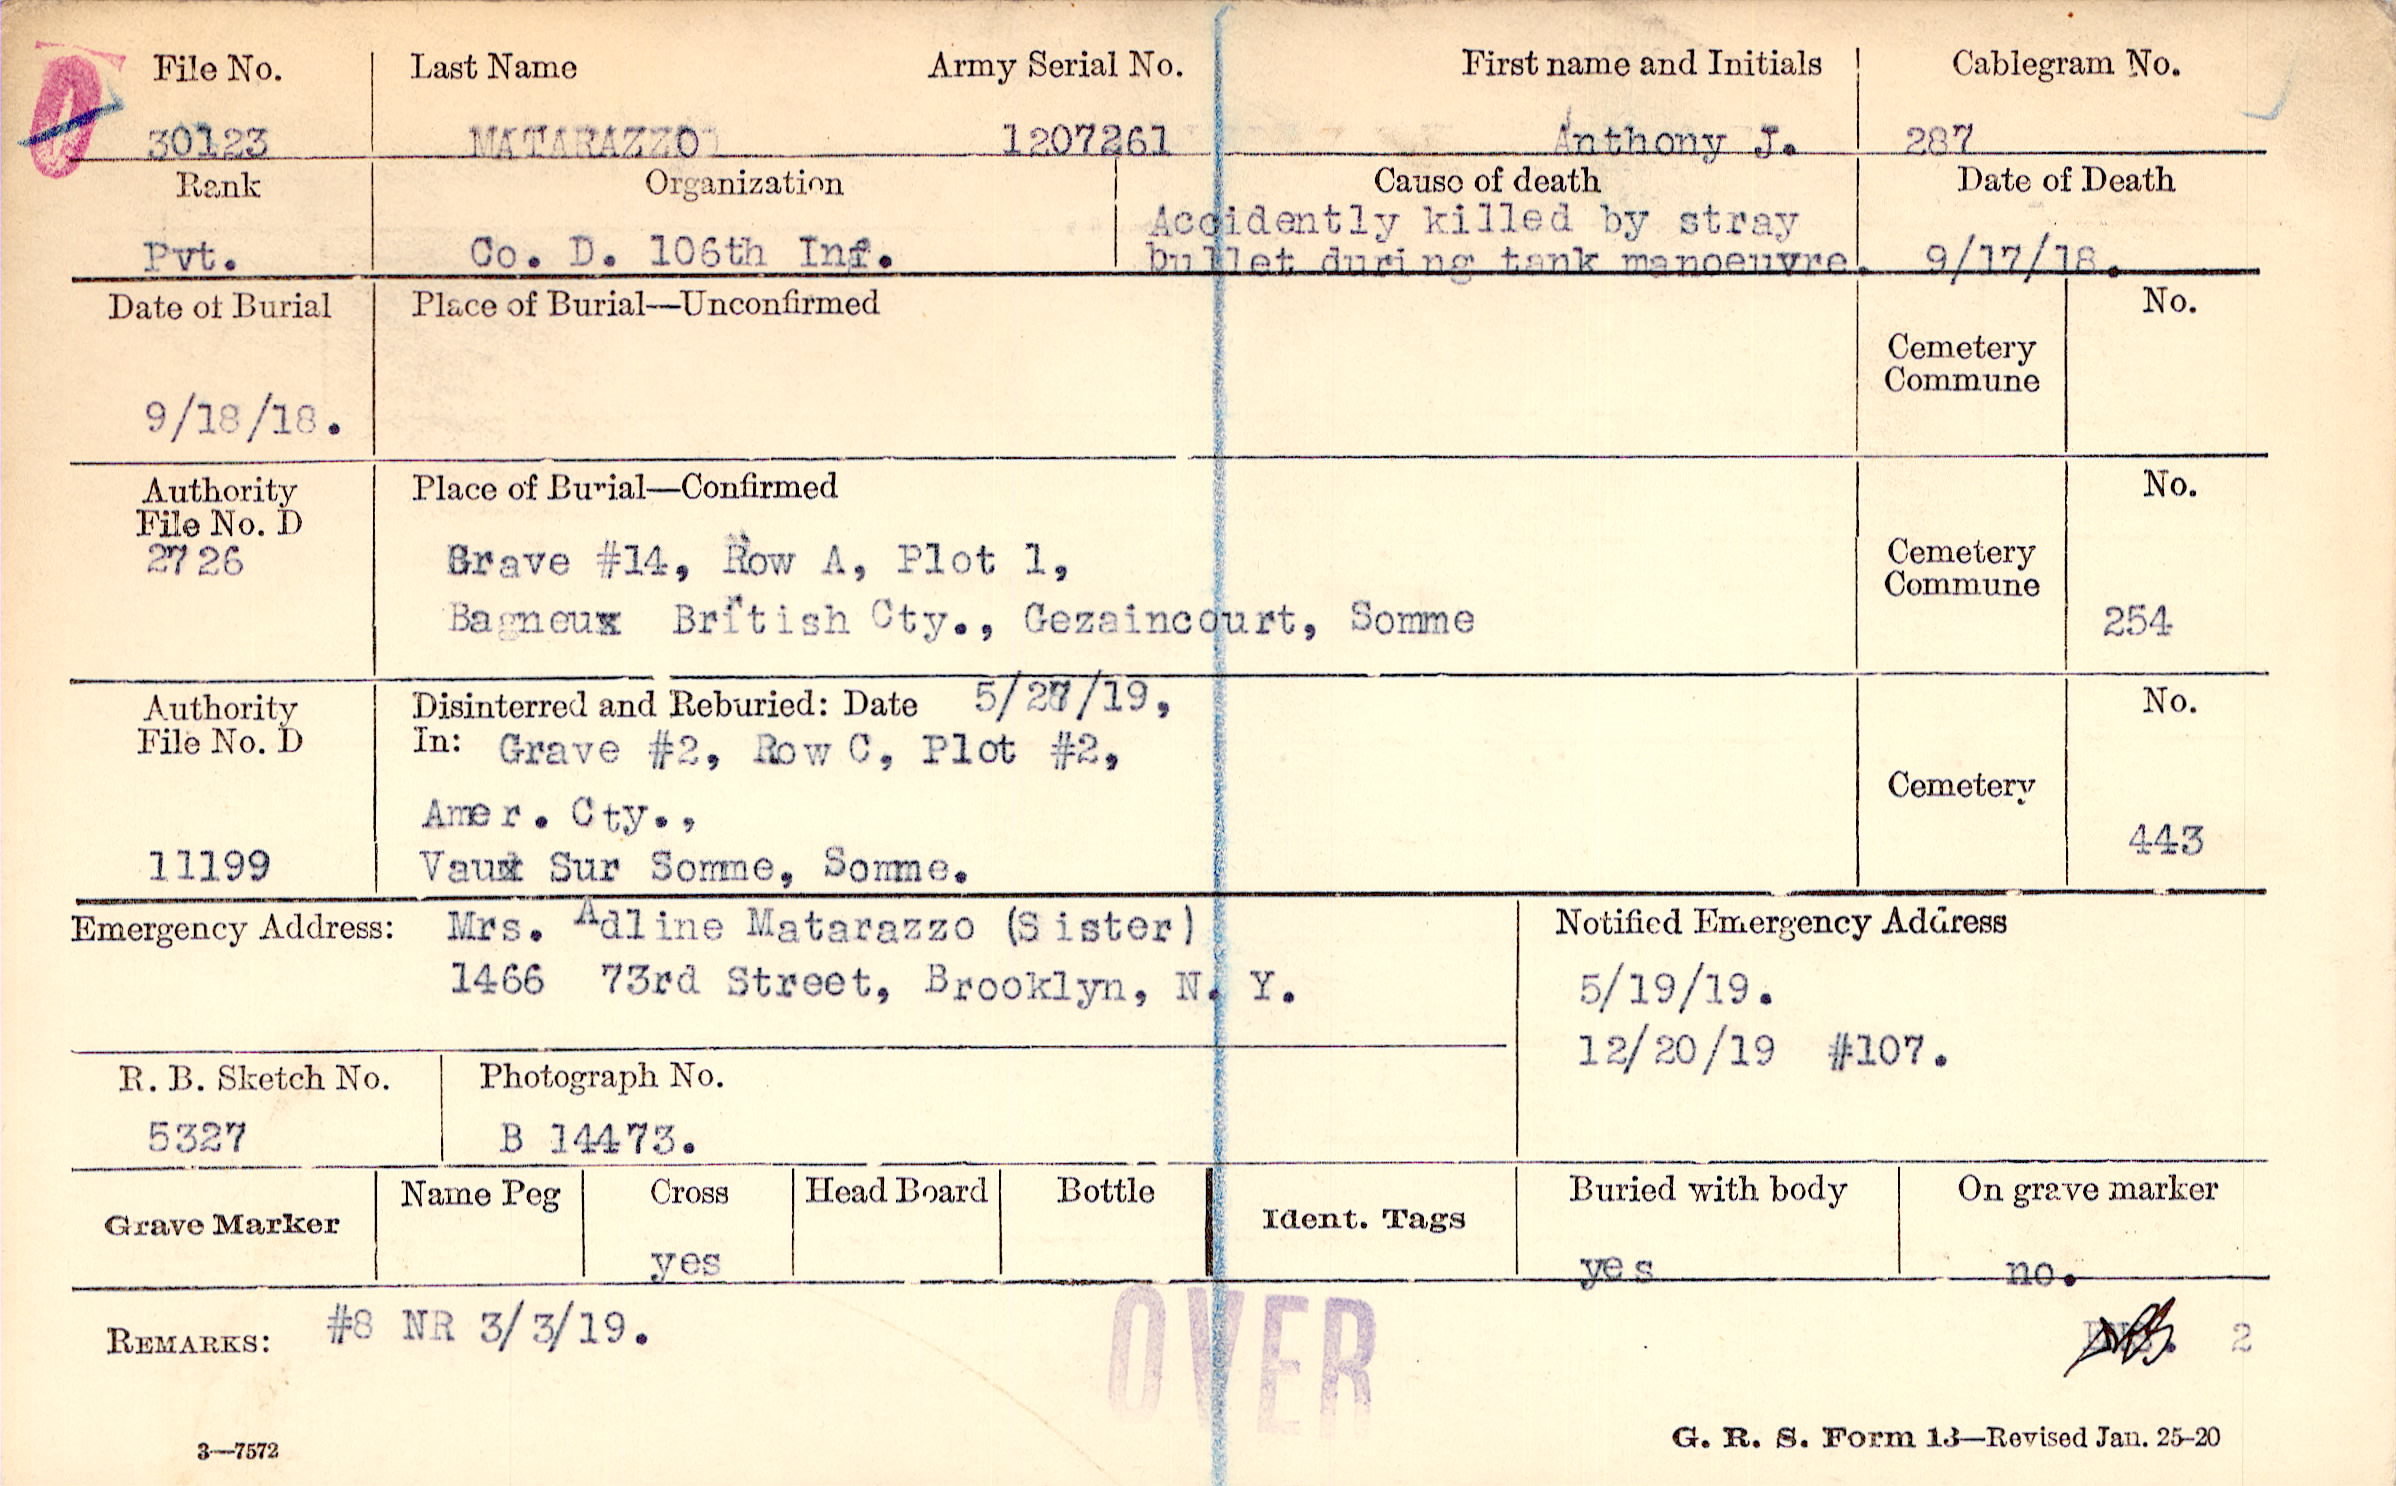 File No. Last Name Army Serial No. First name and Initials Cablegram No.
30123 MATARAZZO 1207261 Anthony J. 287
Rank Organization Cause of death Date of Death
Accidently killed by stray
Pvt. Co. D. 106th Inf. bullet during tank manoeuvre. 9/17/18.
Date of Burial Place of Burial—Unconfirmed No.
Cemetery
Commune
9/18/18.
Authority Place of Burial—Confirmed No.
File No. D
2726 Grave #14, Row A, Plot 1, Cemetery
Commune
Bagneux British Cty., Gezaincourt, Somme 254
Authority Disinterred and Reburied: Date 5/27/19, No.
File No. D In: Grave #2, Row C, Plot #2,
Cemetery
Amer. Cty.,
11199 Vaux Sur Somme, Somme. 443
Emergency Address: Mrs. Adline Matarazzo (Sister) Notified Emergency Address
1466 73rd Street, Brooklyn, N. Y. 5/19/19.
12/20/19 #107.
R. B. Sketch No. Photograph No.
5327 B 14473.
Grave Marker Name Peg Cross Head Board Bottle Ident. Tags Buried with body On grave marker
yes yes no.
REMARKS: #8 NR 3/3/19. 2
OVER
3—7572 G. R. S. Form 13—Revised Jan. 25-20